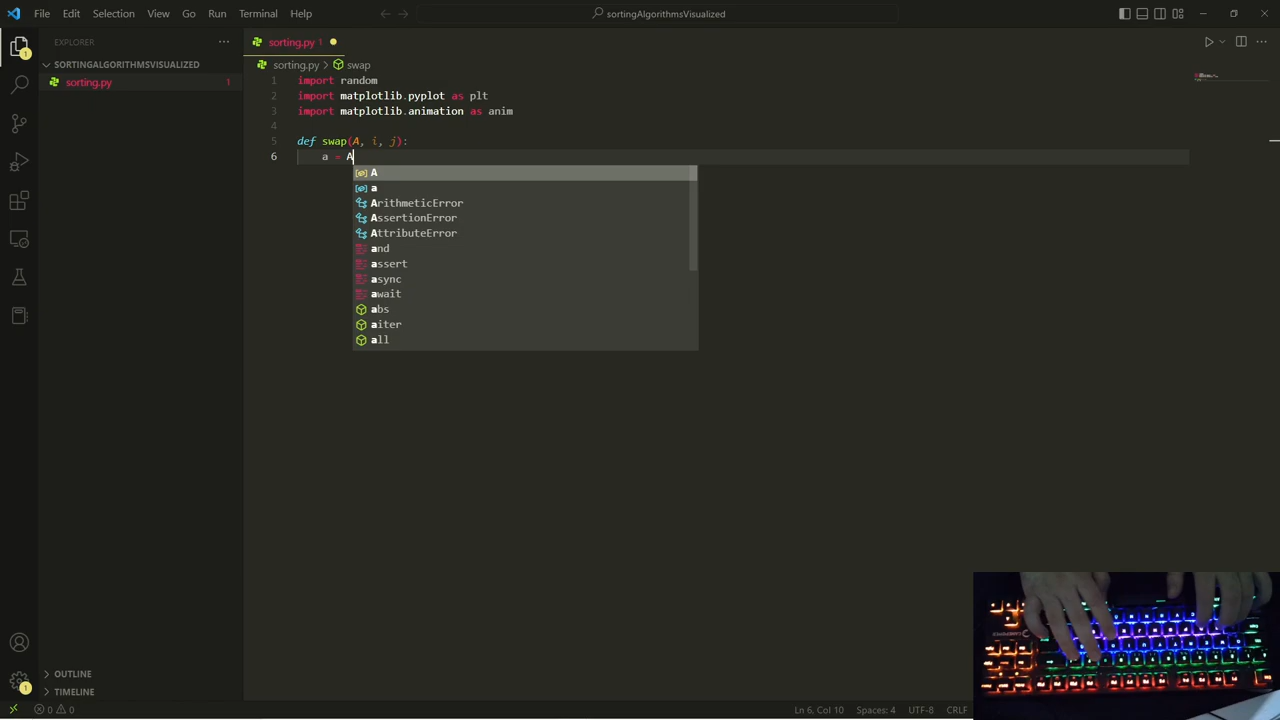 File Edit Selection View Go Run Terminal Help
sortingAlgorithmsVisualized
EXPLORER
SORTINGALGORITHMSVISUALIZED
sorting.py 1
sorting.py 1
sorting.py > swap
1 import random
2 import matplotlib.pyplot as plt
3 import matplotlib.animation as anim
4
5 def swap(A, i, j):
6 a = A
A
a
ArithmeticError
AssertionError
AttributeError
and
assert
async
await
abs
aiter
all
1
1
OUTLINE
TIMELINE
0 0
Ln 6, Col 10 Spaces: 4 UTF-8 CRLF